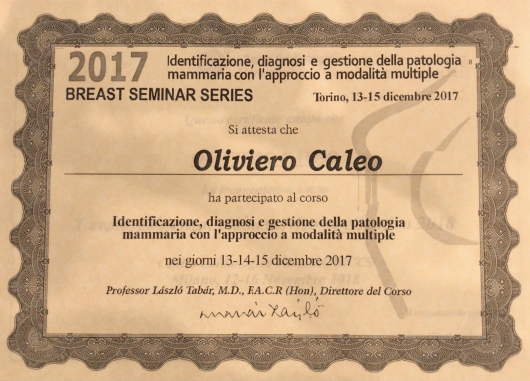 2017
Identificazione, diagnosi e gestione della patologia
mammaria con l'approccio a modalità multiple
BREAST SEMINAR SERIES
Torino, 13-15 dicembre 2017
Si attesta che
Oliviero Caleo
ha partecipato al corso
Identificazione, diagnosi e gestione della patologia
mammaria con l'approccio a modalità multiple
nei giorni 13-14-15 dicembre 2017
Professor László Tabár, M.D., F.A.C.R (Hon), Direttore del Corso